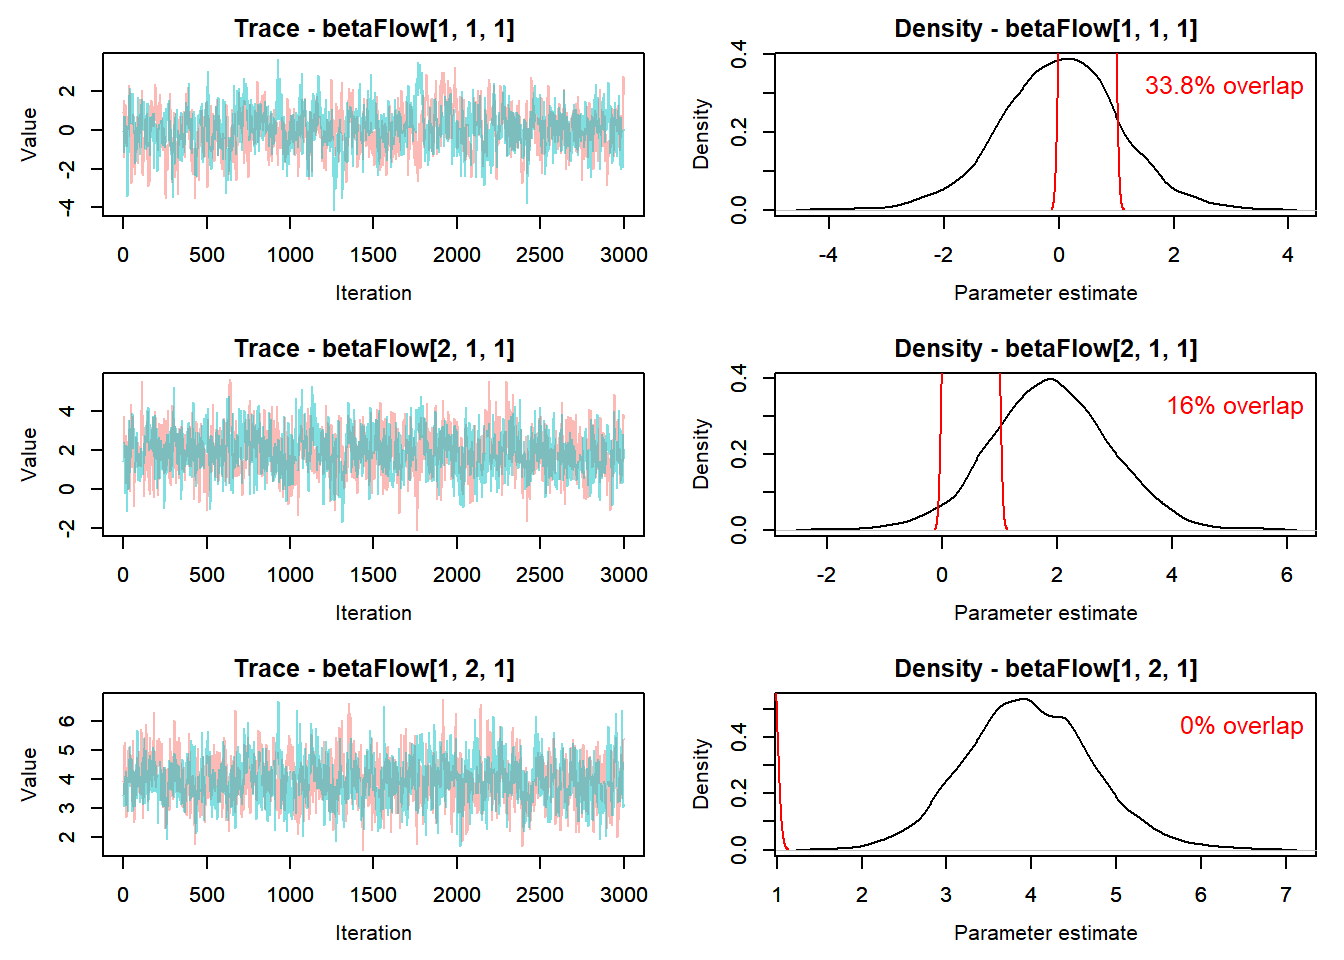 Trace - betaFlow[1, 1, 1]
Value
2
0
-2
-4
0 500 1000 1500 2000 2500 3000
Iteration
Density - betaFlow[1, 1, 1]
33.8% overlap
Density
0.4
0.2
0.0
-4 -2 0 2 4
Parameter estimate
Trace - betaFlow[2, 1, 1]
Value
4
2
0
-2
0 500 1000 1500 2000 2500 3000
Iteration
Density - betaFlow[2, 1, 1]
16% overlap
Density
0.4
0.2
0.0
-2 0 2 4 6
Parameter estimate
Trace - betaFlow[1, 2, 1]
Value
6
5
4
3
2
0 500 1000 1500 2000 2500 3000
Iteration
Density - betaFlow[1, 2, 1]
0% overlap
Density
0.4
0.2
0.0
1 2 3 4 5 6 7
Parameter estimate